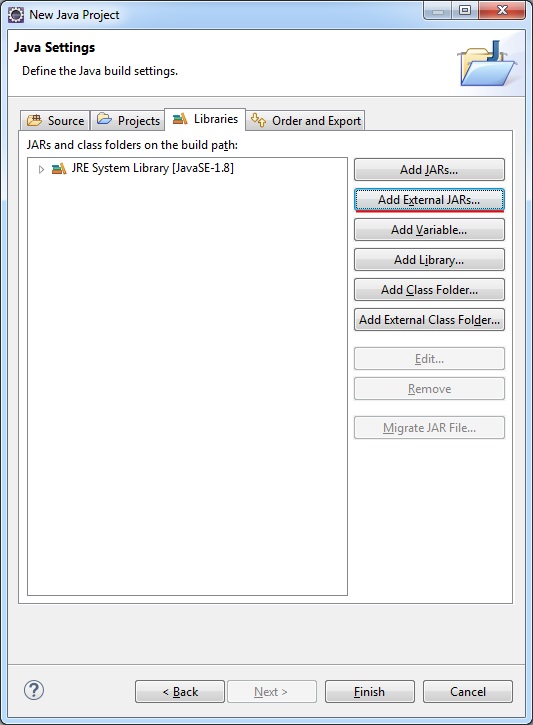 New Java Project
Java Settings
Define the Java build settings.
Source Projects Libraries Order and Export
JARs and class folders on the build path:
JRE System Library [JavaSE-1.8]
Add JARs...
Add External JARs...
Add Variable...
Add Library...
Add Class Folder...
Add External Class Folder...
Edit...
Remove
Migrate JAR File...
? < Back Next > Finish Cancel